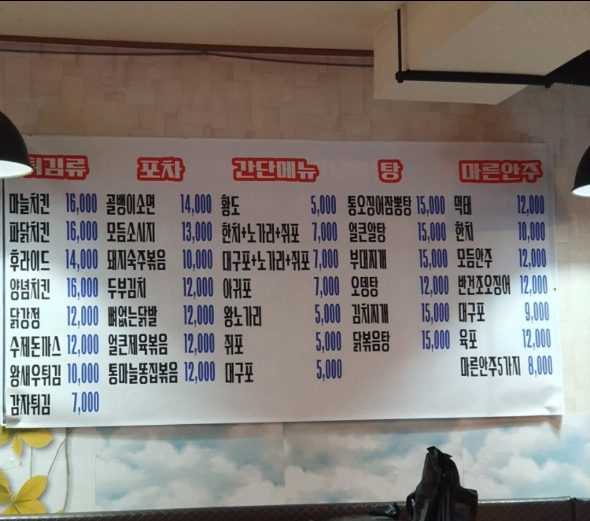 튀김류 포차 간단메뉴 탕 마른안주
마늘치킨 16,000 골뱅이소면 14,000 황도 5,000 통오징어짬뽕탕 15,000 먹태 12,000
파닭치킨 16,000 모듬소시지 13,000 한치+노가리+쥐포 7,000 얼큰알탕 15,000 한치 10,000
후라이드 14,000 돼지숙주볶음 10,000 대구포+노가리+쥐포 7,000 부대찌개 15,000 모듬안주 12,000
양념치킨 16,000 두부김치 12,000 아귀포 7,000 오뎅탕 12,000 반건조오징어 12,000
닭강정 12,000 뼈없는닭발 12,000 왕노가리 5,000 김치찌개 15,000 대구포 9,000
수제돈까스 12,000 얼큰제육볶음 12,000 쥐포 5,000 닭볶음탕 15,000 육포 12,000
왕새우튀김 10,000 통마늘똥집볶음 12,000 대구포 5,000 마른안주5가지 8,000
감자튀김 7,000